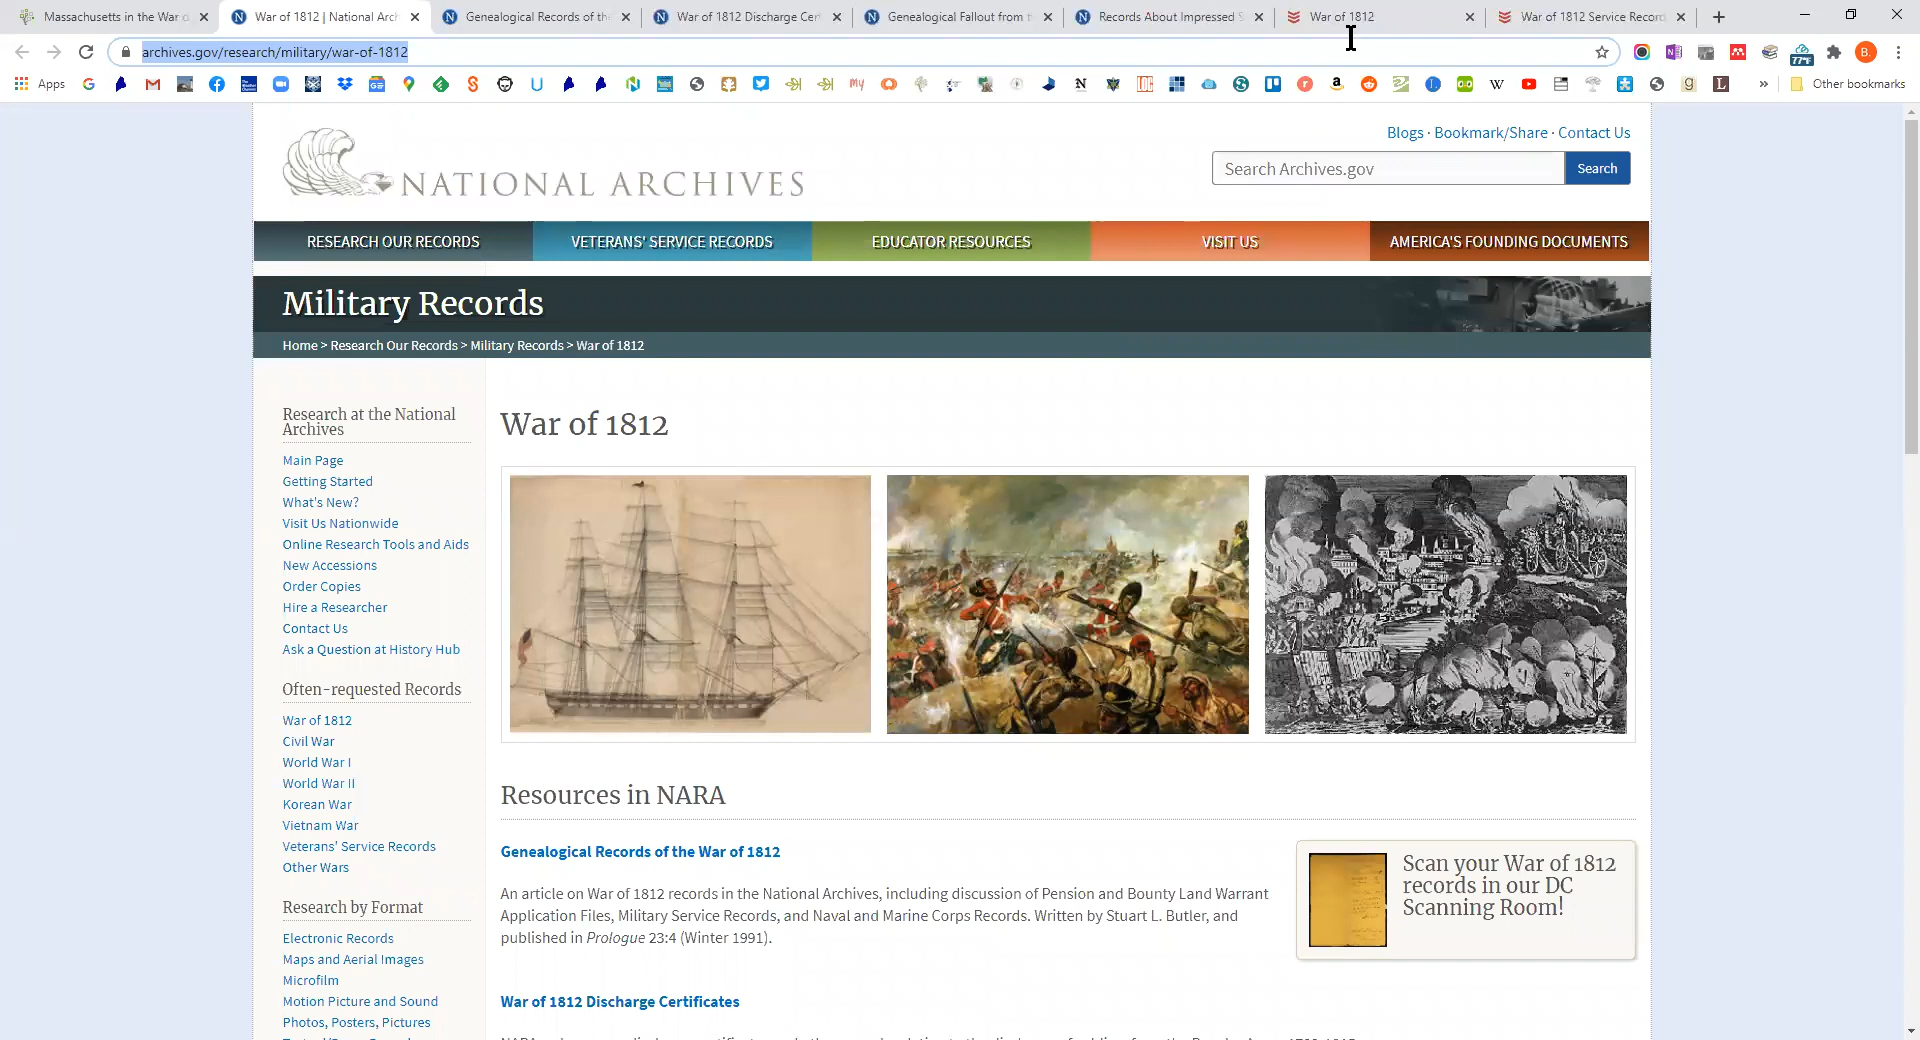 Massachusetts in the War o
War of 1812 | National Arch
Genealogical Records of the
War of 1812 Discharge Cert
Genealogical Fallout from t
Records About Impressed S
War of 1812
War of 1812 Service Record
archives.gov/research/military/war-of-1812
77°F
B.
Apps
my
Other bookmarks
Blogs · Bookmark/Share · Contact Us
NATIONAL ARCHIVES
Search Archives.gov
Search
RESEARCH OUR RECORDS
VETERANS' SERVICE RECORDS
EDUCATOR RESOURCES
VISIT US
AMERICA'S FOUNDING DOCUMENTS
Military Records
Home > Research Our Records > Military Records > War of 1812
Research at the National
Archives
Main Page
Getting Started
What's New?
Visit Us Nationwide
Online Research Tools and Aids
New Accessions
Order Copies
Hire a Researcher
Contact Us
Ask a Question at History Hub
Often-requested Records
War of 1812
Civil War
World War I
World War II
Korean War
Vietnam War
Veterans' Service Records
Other Wars
Research by Format
Electronic Records
Maps and Aerial Images
Microfilm
Motion Picture and Sound
Photos, Posters, Pictures
War of 1812
Resources in NARA
Genealogical Records of the War of 1812
An article on War of 1812 records in the National Archives, including discussion of Pension and Bounty Land Warrant
Application Files, Military Service Records, and Naval and Marine Corps Records. Written by Stuart L. Butler, and
published in Prologue 23:4 (Winter 1991).
War of 1812 Discharge Certificates
Scan your War of 1812
records in our DC
Scanning Room!